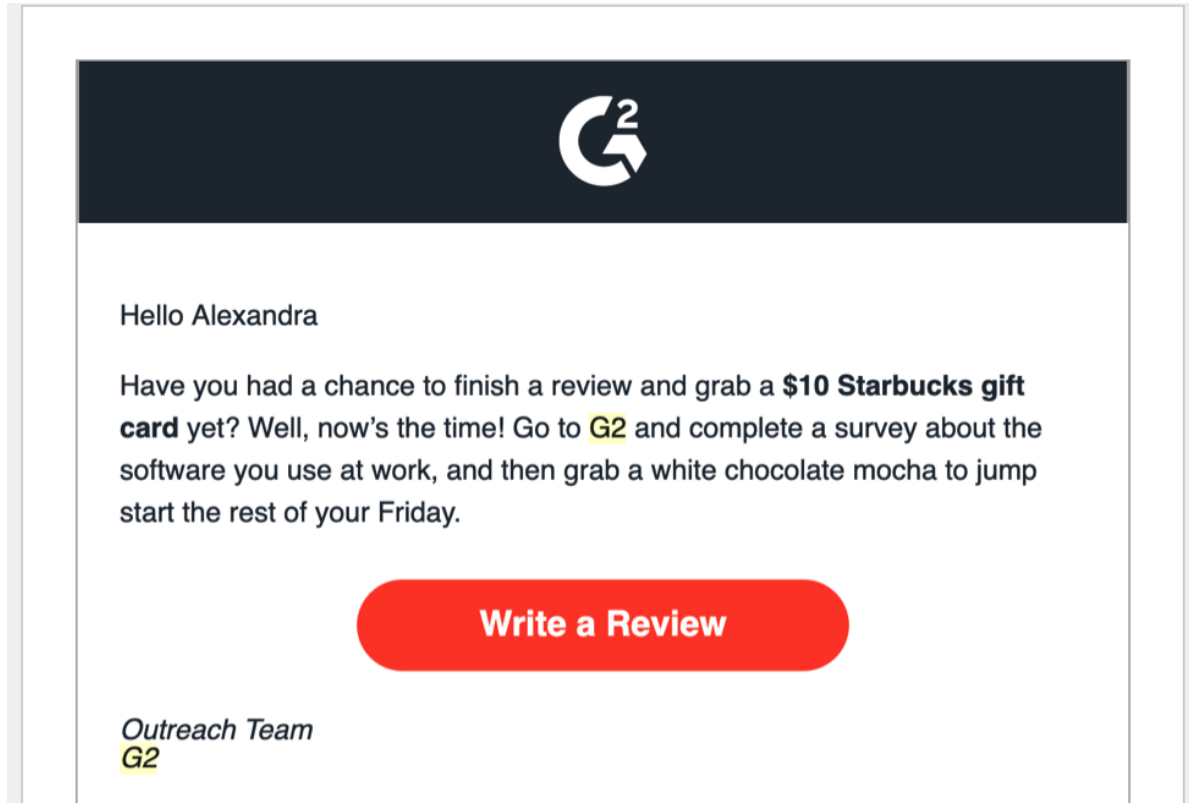 G2
Hello Alexandra
Have you had a chance to finish a review and grab a $10 Starbucks gift
card yet? Well, now’s the time! Go to G2 and complete a survey about the
software you use at work, and then grab a white chocolate mocha to jump
start the rest of your Friday.
Write a Review
Outreach Team
G2